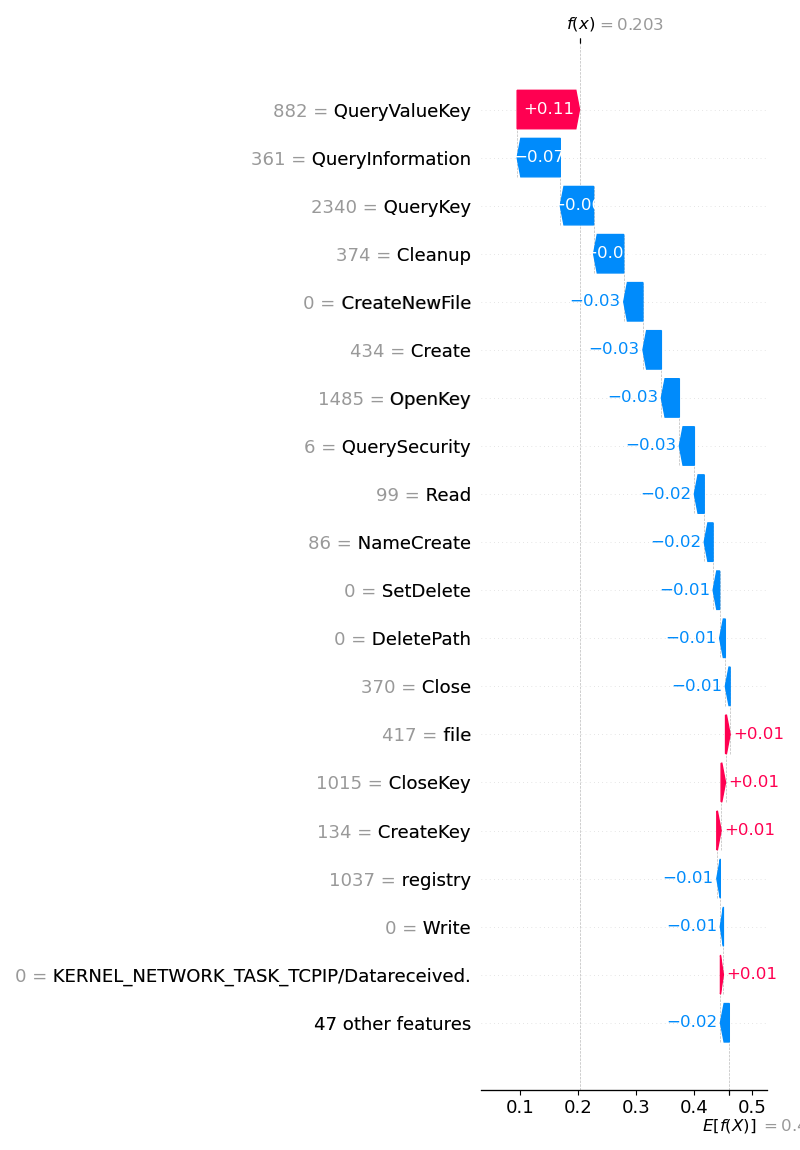 f(x) = 0.203
882 = QueryValueKey +0.11
361 = QueryInformation −0.07
2340 = QueryKey
374 = Cleanup
0 = CreateNewFile −0.03
434 = Create −0.03
1485 = OpenKey −0.03
6 = QuerySecurity −0.03
99 = Read −0.02
86 = NameCreate −0.02
0 = SetDelete −0.01
0 = DeletePath −0.01
370 = Close −0.01
417 = file +0.01
1015 = CloseKey +0.01
134 = CreateKey +0.01
1037 = registry −0.01
0 = Write −0.01
0 = KERNEL_NETWORK_TASK_TCPIP/Datareceived. +0.01
47 other features −0.02
0.1 0.2 0.3 0.4 0.5
E[f(X)] =